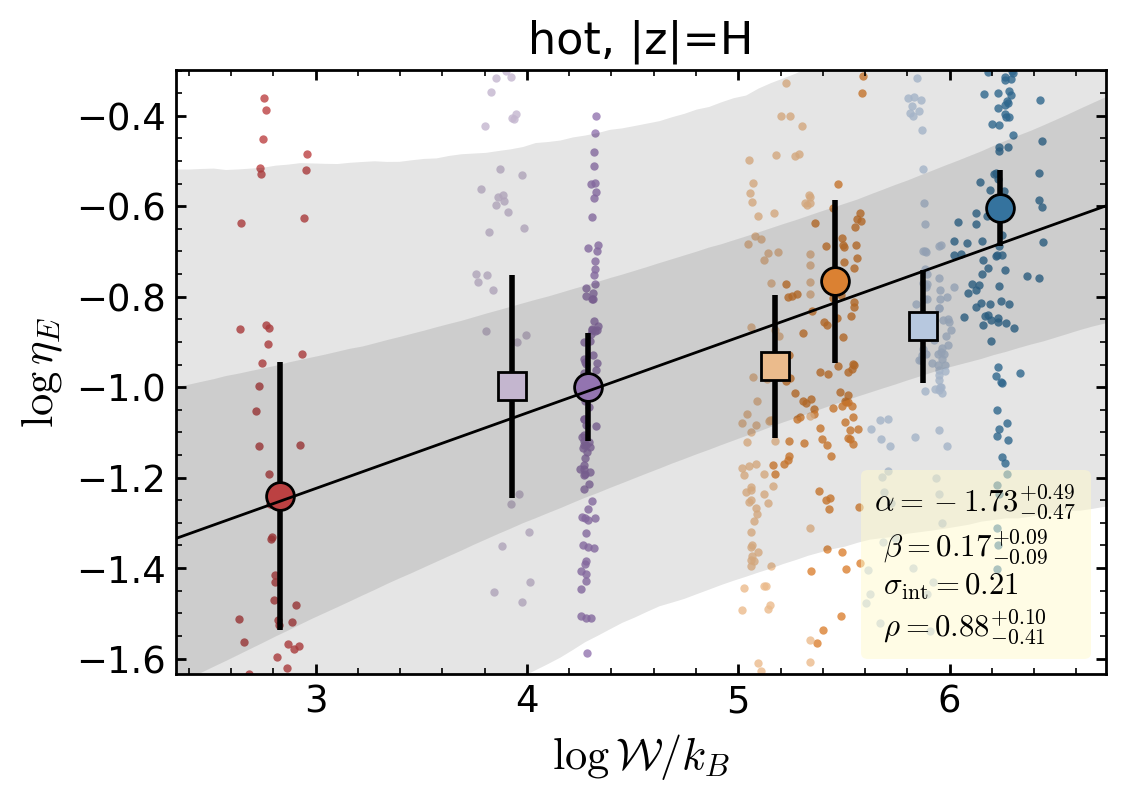 hot, |z|=H
−0.4
−0.6
−0.8
−1.0
−1.2
−1.4
−1.6
log η_E
α = −1.73^{+0.49}_{−0.47}
β = 0.17^{+0.09}_{−0.09}
σ_int = 0.21
ρ = 0.88^{+0.10}_{−0.41}
3 4 5 6
log 𝒲/k_B